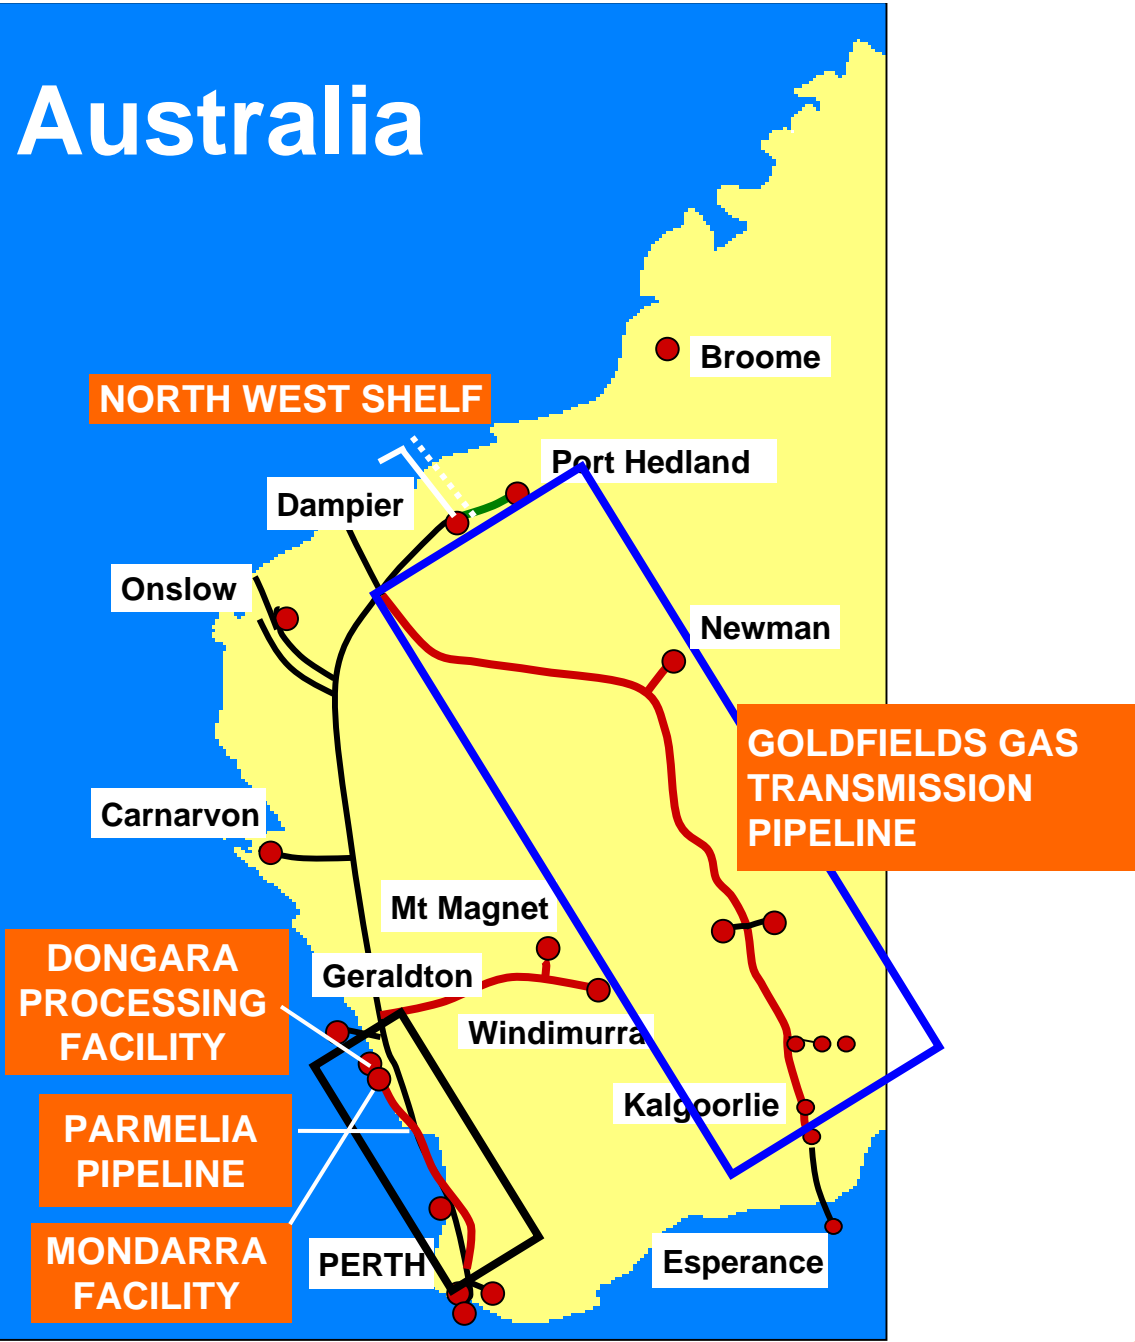 Australia
Broome
NORTH WEST SHELF
Port Hedland
Dampier
Onslow
Newman
GOLDFIELDS GAS
TRANSMISSION
PIPELINE
Carnarvon
Mt Magnet
DONGARA
PROCESSING
FACILITY
Geraldton
Windimurra
Kalgoorlie
PARMELIA
PIPELINE
MONDARRA
FACILITY
PERTH
Esperance